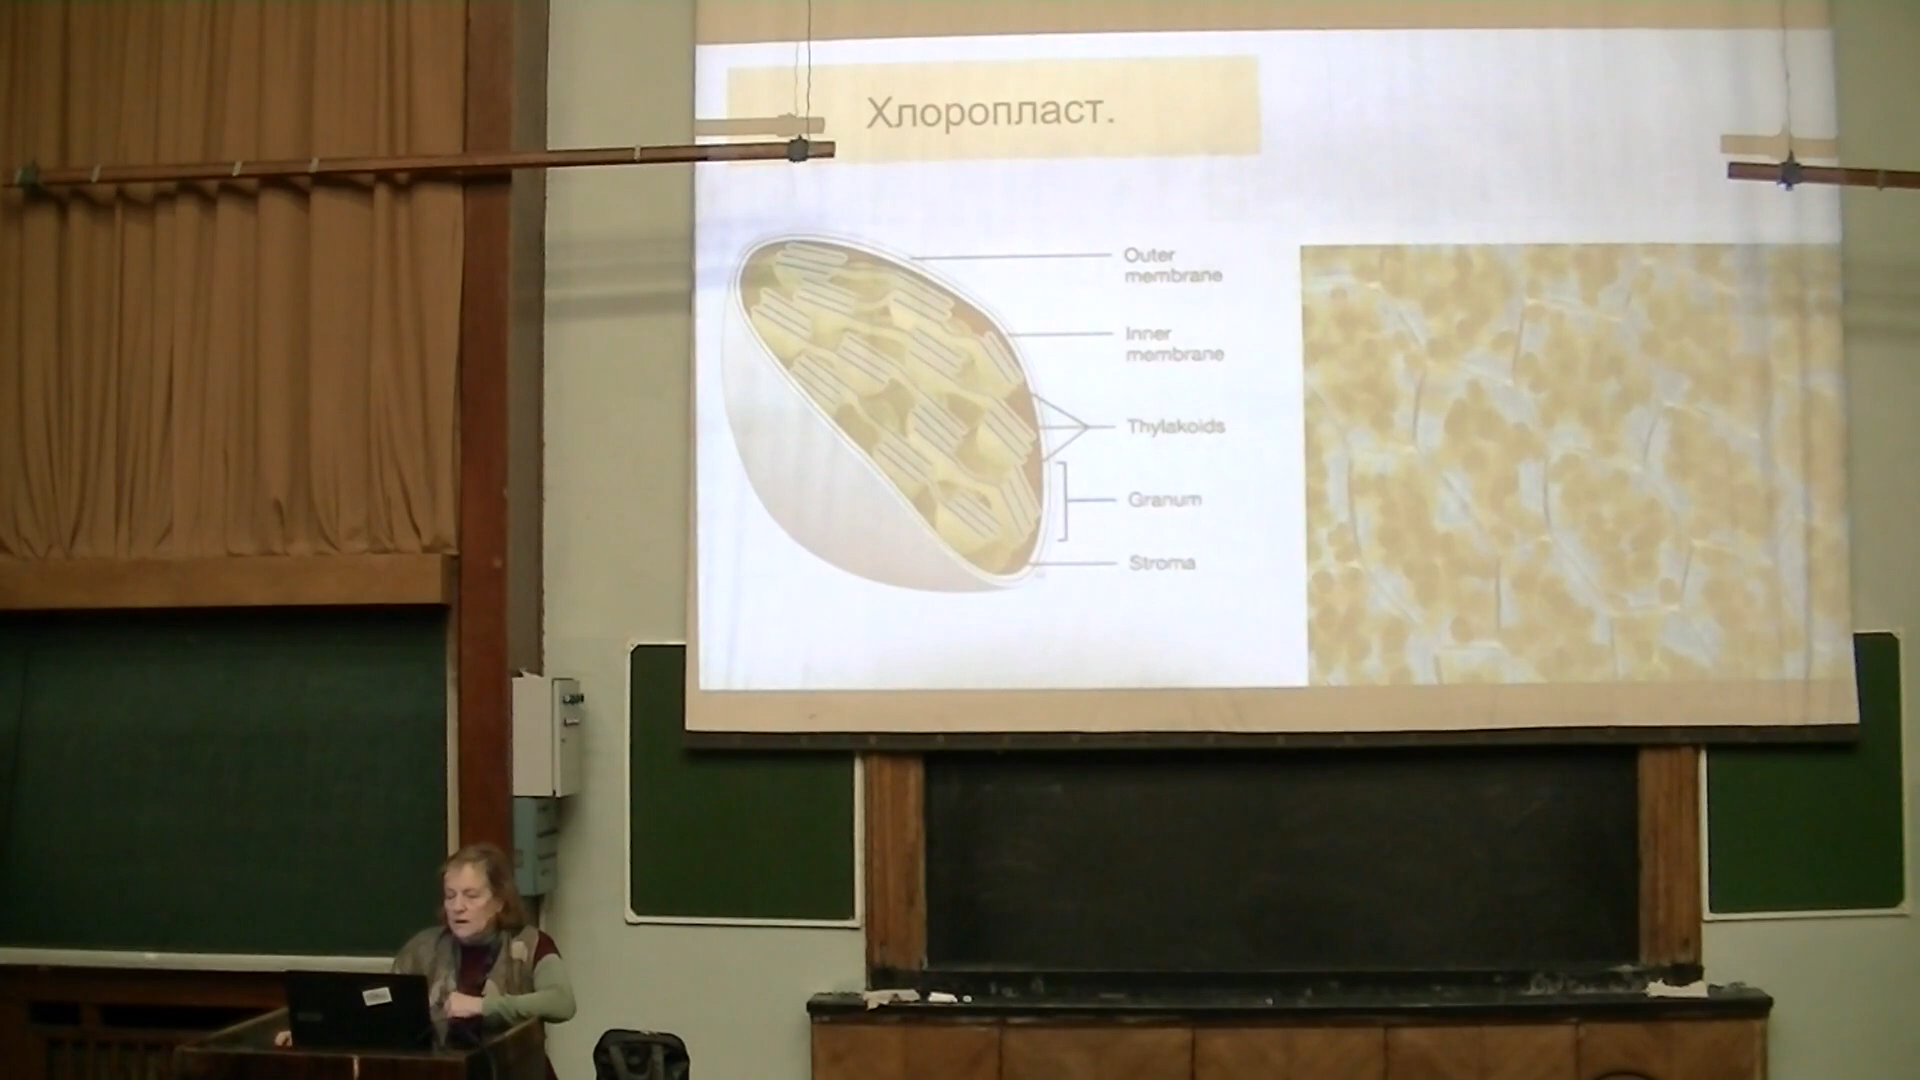 Хлоропласт.
Outer
membrane
Inner
membrane
Thylakoids
Granum
Stroma